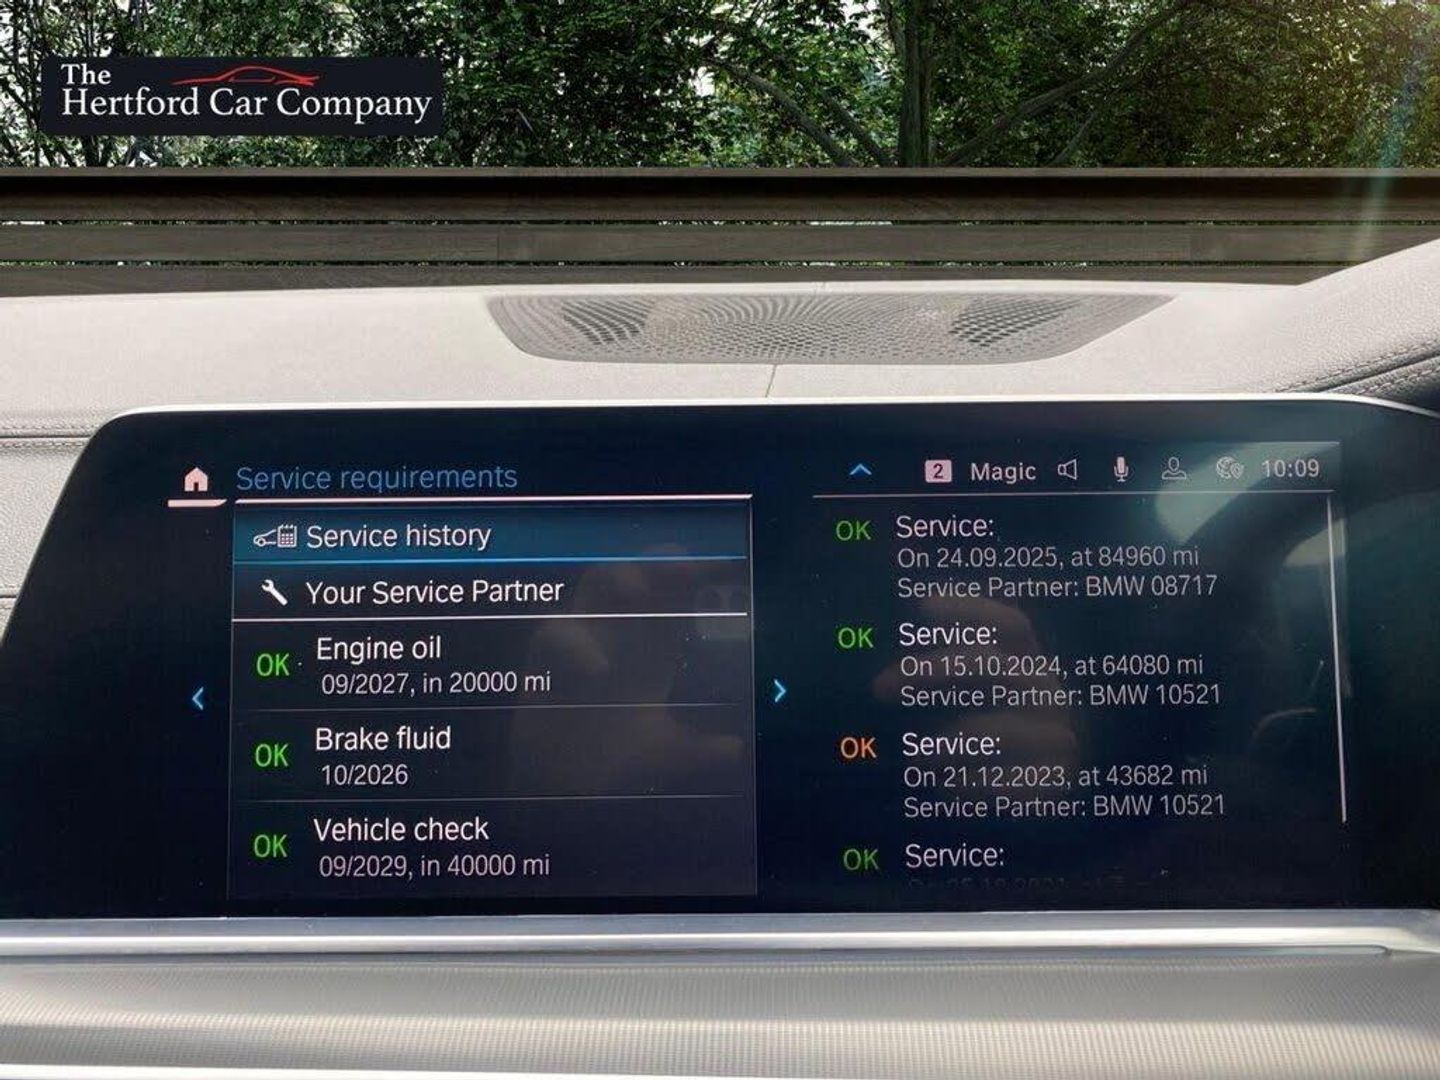 The
Hertford Car Company
Service requirements
2 Magic 10:09
Service history
Your Service Partner
OK Engine oil
09/2027, in 20000 mi
OK Brake fluid
10/2026
OK Vehicle check
09/2029, in 40000 mi
OK Service:
On 24.09.2025, at 84960 mi
Service Partner: BMW 08717
OK Service:
On 15.10.2024, at 64080 mi
Service Partner: BMW 10521
OK Service:
On 21.12.2023, at 43682 mi
Service Partner: BMW 10521
OK Service: